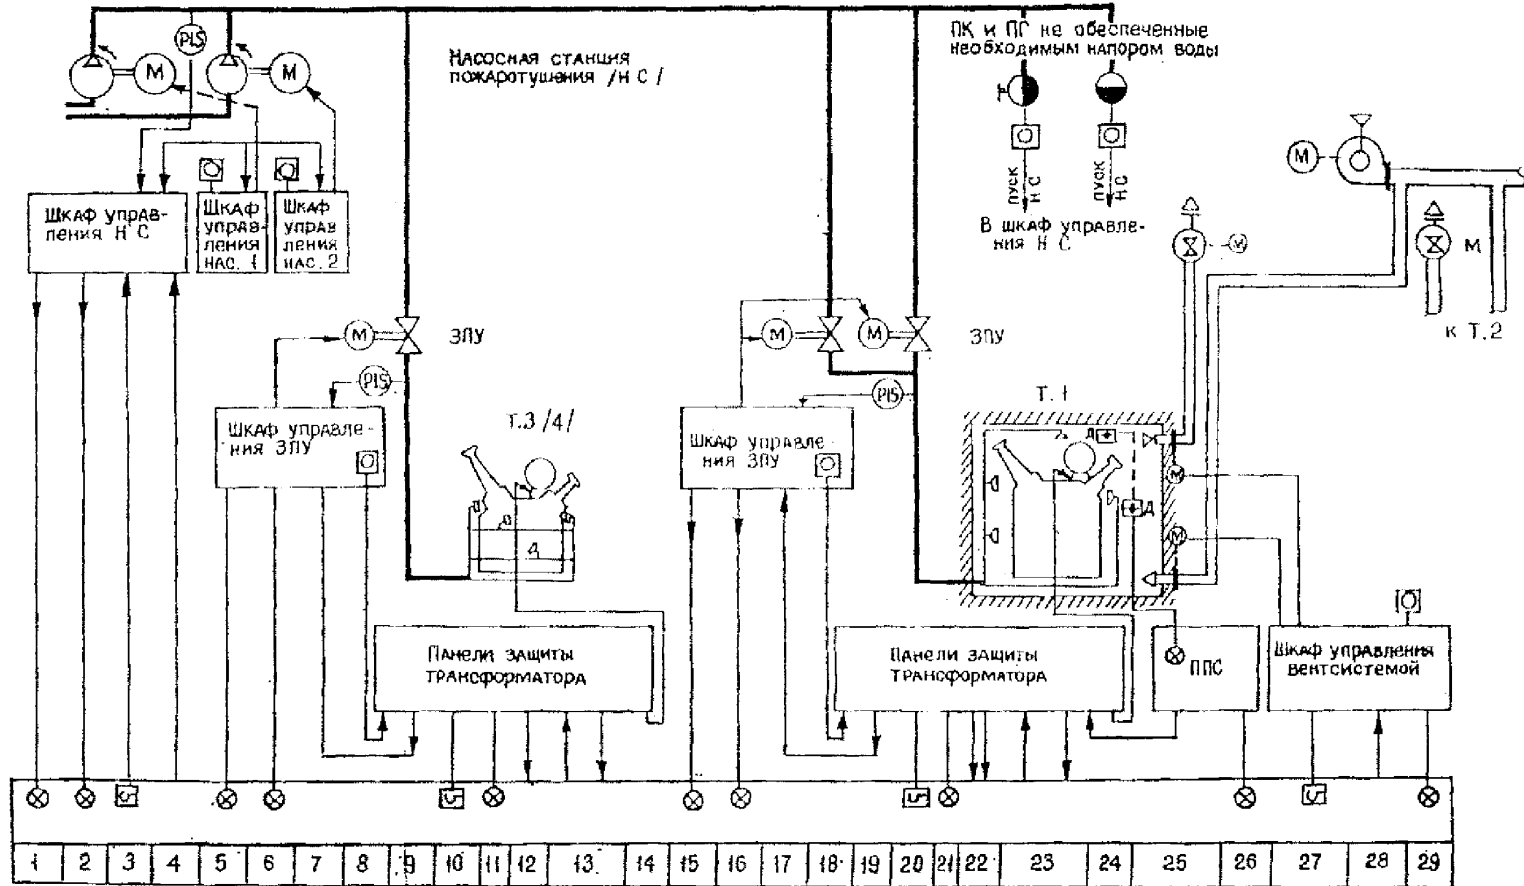 PIS
М
М
Насосная станция
пожаротушения /НС/
ПК и ПГ не обеспеченные
необходимым напором воды
пуск
НС
пуск
НС
В шкаф управле-
ния НС
М
М
М
к Т.2
Шкаф управ-
ления НС
Шкаф
управ-
ления
нас. 1
Шкаф
управ
ления
нас. 2
М
ЗПУ
М
М
ЗПУ
PIS
PIS
Шкаф управле-
ния ЗПУ
Т.3 /4/
Д
Шкаф управле-
ния ЗПУ
Т.1
Д
Д
М
М
Панели защиты
трансформатора
Панели защиты
трансформатора
ППС
Шкаф управления
вентсистемой
1 2 3 4 5 6 7 8 9 10 11 12 13 14 15 16 17 18 19 20 21 22 23 24 25 26 27 28 29